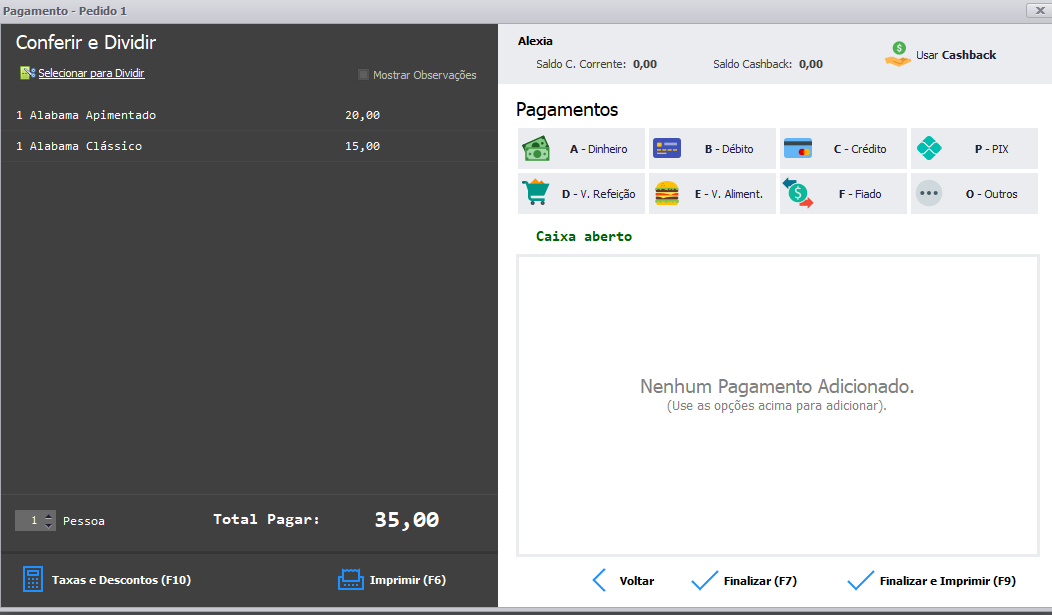 Pagamento - Pedido 1
Conferir e Dividir
Selecionar para Dividir
Mostrar Observações
1 Alabama Apimentado 20,00
1 Alabama Clássico 15,00
1 Pessoa
Total Pagar: 35,00
Taxas e Descontos (F10)
Imprimir (F6)
Alexia
Saldo C. Corrente: 0,00
Saldo Cashback: 0,00
Usar Cashback
Pagamentos
A - Dinheiro
B - Débito
C - Crédito
P - PIX
D - V. Refeição
E - V. Aliment.
F - Fiado
O - Outros
Caixa aberto
Nenhum Pagamento Adicionado.
(Use as opções acima para adicionar).
Voltar
Finalizar (F7)
Finalizar e Imprimir (F9)